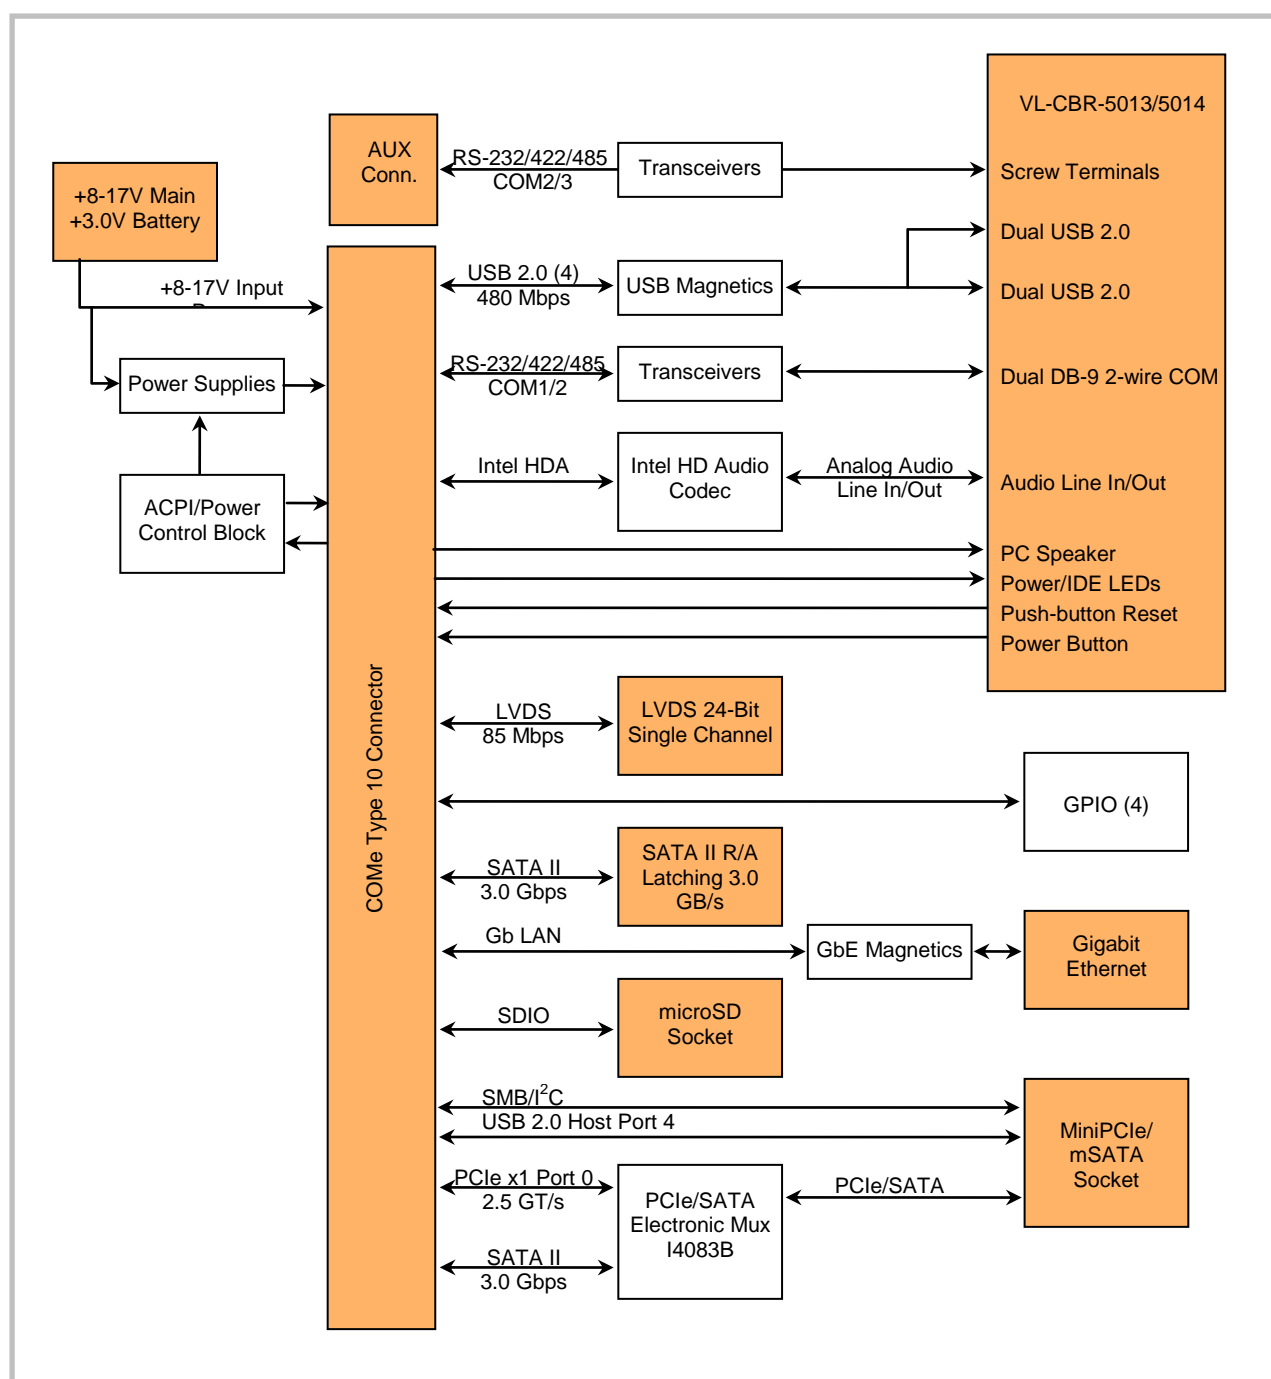 VL-CBR-5013/5014
AUX
Conn.
RS-232/422/485
COM2/3
Transceivers
Screw Terminals
+8-17V Main
+3.0V Battery
Dual USB 2.0
USB 2.0 (4)
480 Mbps
USB Magnetics
Dual USB 2.0
+8-17V Input
Power Supplies
RS-232/422/485
COM1/2
Transceivers
Dual DB-9 2-wire COM
Intel HDA
Intel HD Audio
Codec
Analog Audio
Line In/Out
Audio Line In/Out
ACPI/Power
Control Block
PC Speaker
Power/IDE LEDs
Push-button Reset
Power Button
COMe Type 10 Connector
LVDS
85 Mbps
LVDS 24-Bit
Single Channel
GPIO (4)
SATA II
3.0 Gbps
SATA II R/A
Latching 3.0
GB/s
Gb LAN
GbE Magnetics
Gigabit
Ethernet
SDIO
microSD
Socket
SMB/I²C
USB 2.0 Host Port 4
MiniPCIe/
mSATA
Socket
PCIe x1 Port 0
2.5 GT/s
PCIe/SATA
Electronic Mux
I4083B
PCIe/SATA
SATA II
3.0 Gbps